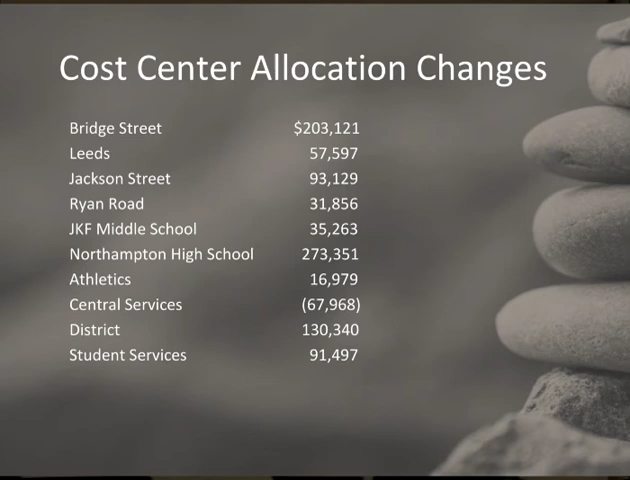 Cost Center Allocation Changes
Bridge Street $203,121
Leeds 57,597
Jackson Street 93,129
Ryan Road 31,856
JKF Middle School 35,263
Northampton High School 273,351
Athletics 16,979
Central Services (67,968)
District 130,340
Student Services 91,497